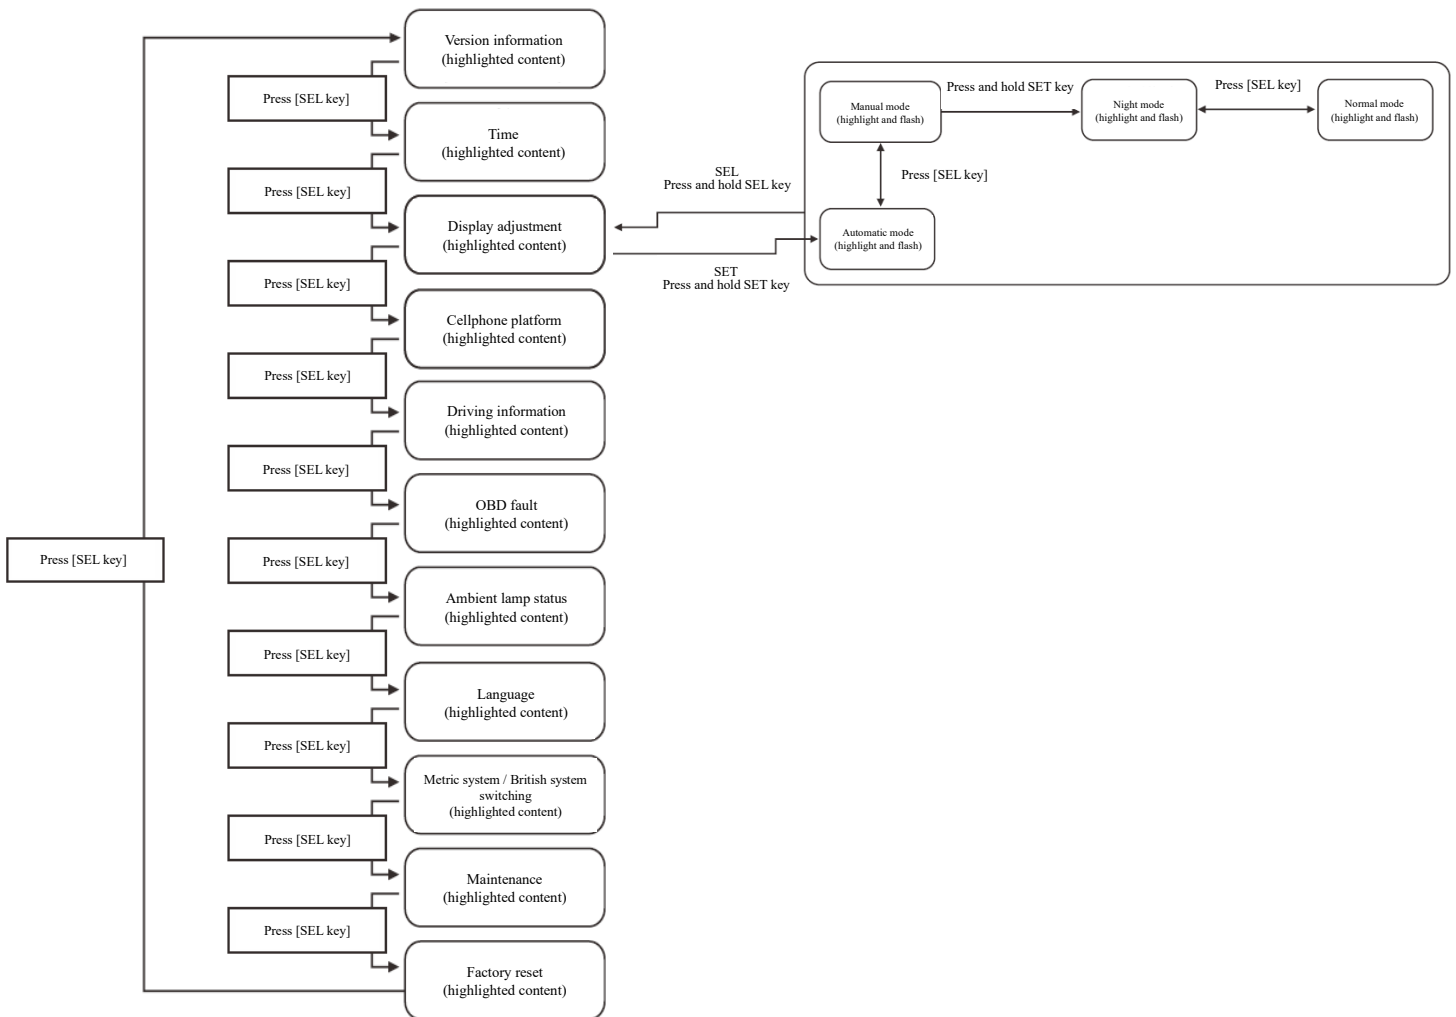 Version information
(highlighted content)
Press [SEL key]
Time
(highlighted content)
Press [SEL key]
Display adjustment
(highlighted content)
SEL
Press and hold SEL key
SET
Press and hold SET key
Manual mode
(highlight and flash)
Press and hold SET key
Night mode
(highlight and flash)
Press [SEL key]
Normal mode
(highlight and flash)
Press [SEL key]
Automatic mode
(highlight and flash)
Press [SEL key]
Cellphone platform
(highlighted content)
Press [SEL key]
Driving information
(highlighted content)
Press [SEL key]
OBD fault
(highlighted content)
Press [SEL key]
Press [SEL key]
Ambient lamp status
(highlighted content)
Press [SEL key]
Language
(highlighted content)
Press [SEL key]
Metric system / British system
switching
(highlighted content)
Press [SEL key]
Maintenance
(highlighted content)
Press [SEL key]
Factory reset
(highlighted content)